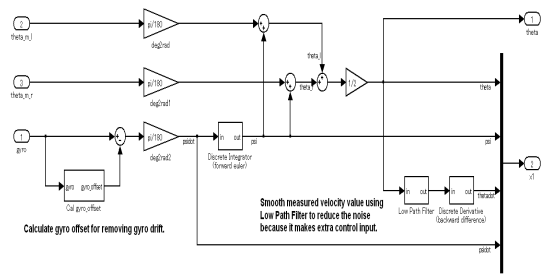 2
theta_m_l
pi/180
deg2rad
1
theta
3
theta_m_r
pi/180
deg2rad1
theta_l
theta_r
1/2
theta
1
gyro
pi/180
deg2rad2
psidot
in out
Discrete Integrator
(forward euler)
psi
psi
2
x1
gyro gyro_offset
Cal gyro_offset
Calculate gyro offset for removing gyro drift.
Smooth measured velocity value using
Low Path Filter to reduce the noise
because it makes extra control input.
in out
Low Path Filter
in out
Discrete Derivative
(backward difference)
thetadot
psidot